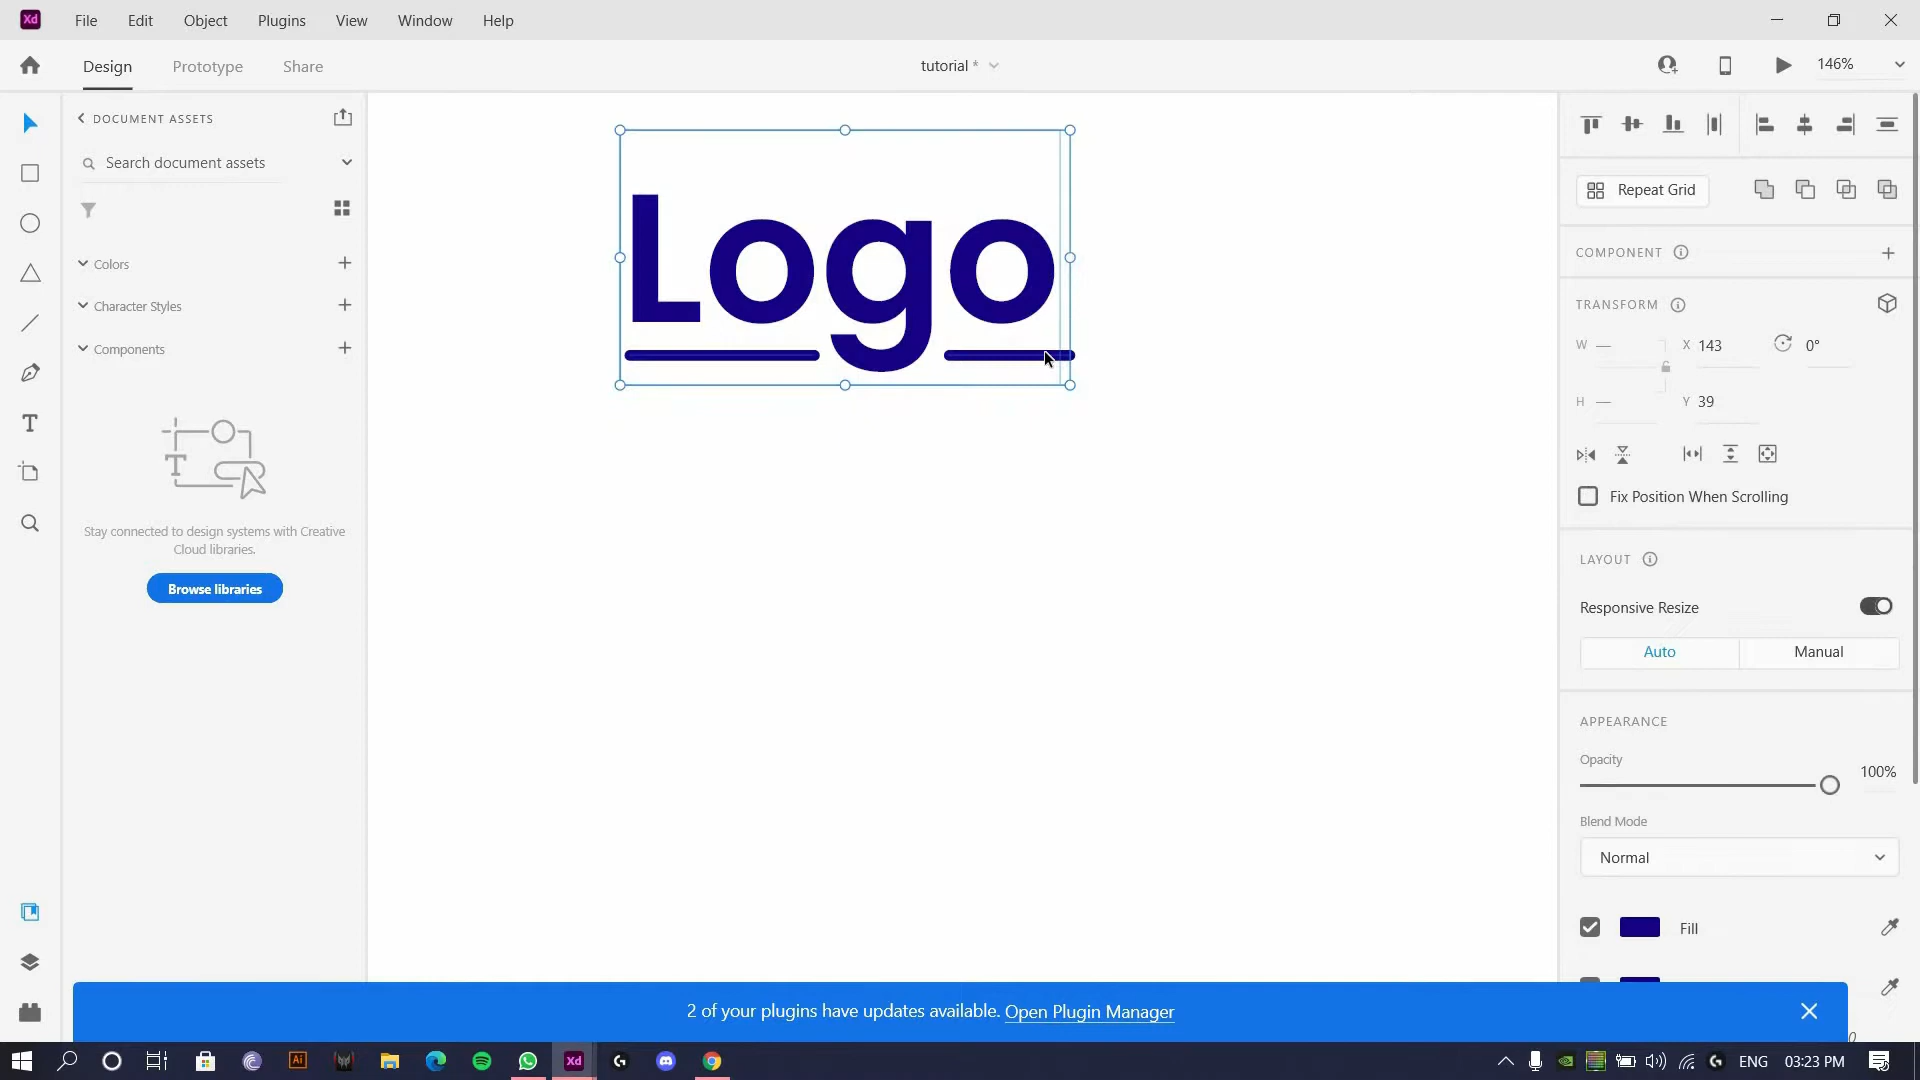 Xd File Edit Object Plugins View Window Help
Design Prototype Share tutorial * 146%
DOCUMENT ASSETS
Search document assets
Colors
Character Styles
Components
Stay connected to design systems with Creative
Cloud libraries.
Browse libraries
Logo
Repeat Grid
COMPONENT
TRANSFORM
W — X 143 0°
H — Y 39
Fix Position When Scrolling
LAYOUT
Responsive Resize
Auto Manual
APPEARANCE
Opacity
100%
Blend Mode
Normal
Fill
2 of your plugins have updates available. Open Plugin Manager
Ai Xd ENG 03:23 PM